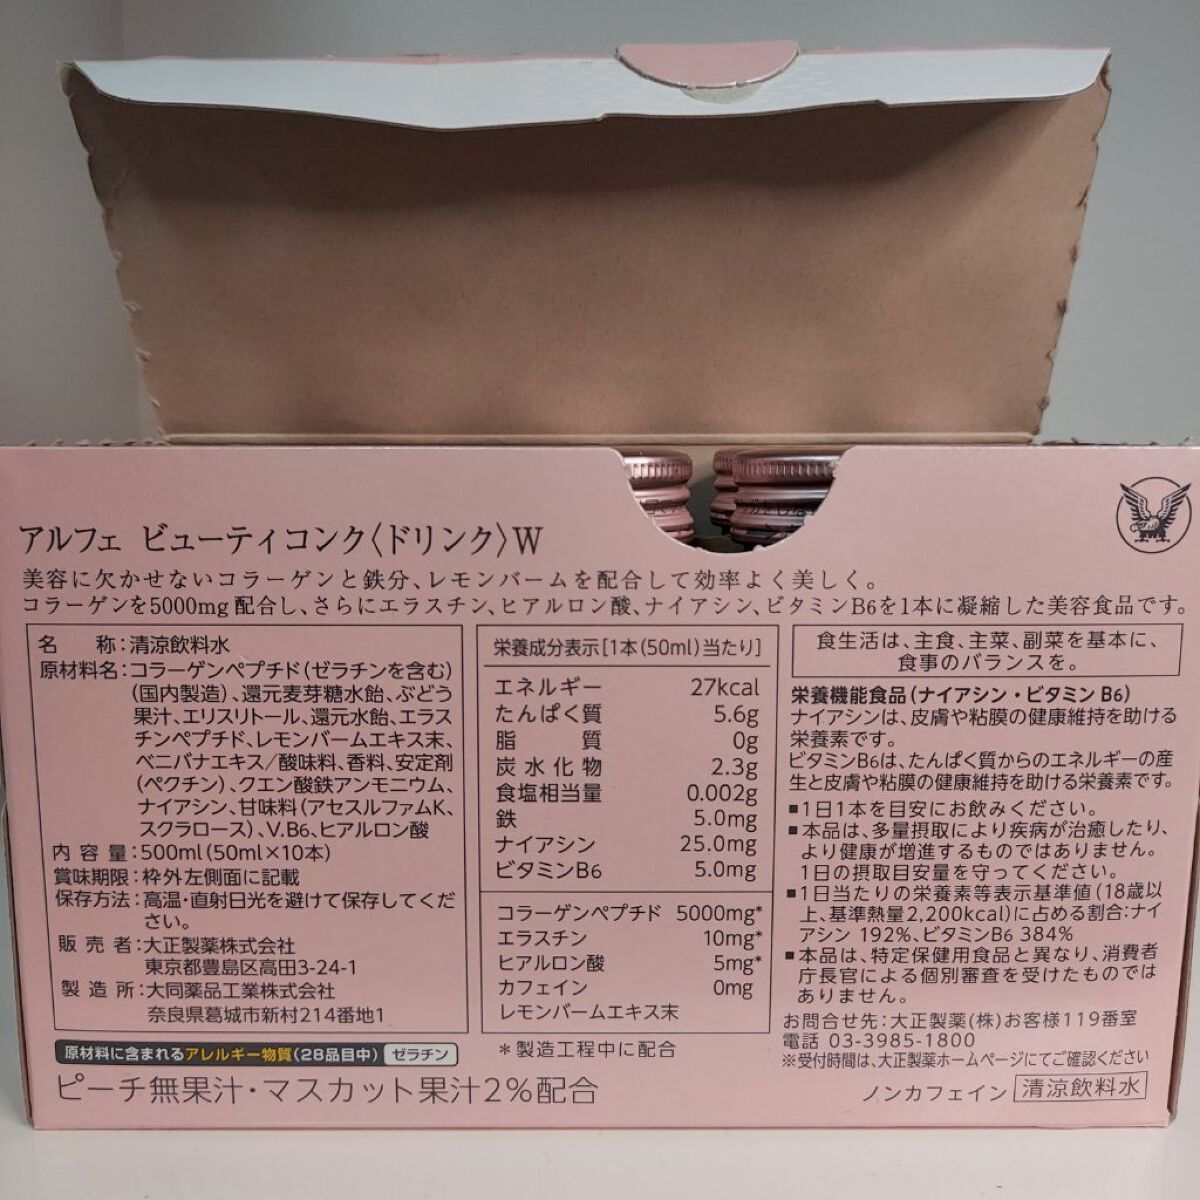 アルフェ ビューティコンク〈ドリンク〉W
美容に欠かせないコラーゲンと鉄分、レモンバームを配合して効率よく美しく。
コラーゲンを5000mg配合し、さらにエラスチン、ヒアルロン酸、ナイアシン、ビタミンB6を1本に凝縮した美容食品です。
名 称：清涼飲料水
原材料名：コラーゲンペプチド（ゼラチンを含む）
（国内製造）、還元麦芽糖水飴、ぶどう
果汁、エリスリトール、還元水飴、エラス
チンペプチド、レモンバームエキス末、
ベニバナエキス/酸味料、香料、安定剤
（ペクチン）、クエン酸鉄アンモニウム、
ナイアシン、甘味料（アセスルファムK、
スクラロース）、V.B6、ヒアルロン酸
内 容 量：500ml（50ml×10本）
賞味期限：枠外左側面に記載
保存方法：高温・直射日光を避けて保存してくだ
さい。
販 売 者：大正製薬株式会社
東京都豊島区高田3-24-1
製 造 所：大同薬品工業株式会社
奈良県葛城市新村214番地1
原材料に含まれるアレルギー物質（28品目中） ゼラチン
ピーチ無果汁・マスカット果汁2%配合
栄養成分表示［1本（50ml）当たり］
エネルギー 27kcal
たんぱく質 5.6g
脂 質 0g
炭水化物 2.3g
食塩相当量 0.002g
鉄 5.0mg
ナイアシン 25.0mg
ビタミンB6 5.0mg
コラーゲンペプチド 5000mg*
エラスチン 10mg*
ヒアルロン酸 5mg*
カフェイン 0mg
レモンバームエキス末
＊製造工程中に配合
食生活は、主食、主菜、副菜を基本に、
食事のバランスを。
栄養機能食品（ナイアシン・ビタミンB6）
ナイアシンは、皮膚や粘膜の健康維持を助ける
栄養素です。
ビタミンB6は、たんぱく質からのエネルギーの産
生と皮膚や粘膜の健康維持を助ける栄養素です。
■1日1本を目安にお飲みください。
■本品は、多量摂取により疾病が治癒したり、
より健康が増進するものではありません。
1日の摂取目安量を守ってください。
■1日当たりの栄養素等表示基準値（18歳以
上、基準熱量2,200kcal）に占める割合：ナイ
アシン 192%、ビタミンB6 384%
■本品は、特定保健用食品と異なり、消費者
庁長官による個別審査を受けたものでは
ありません。
お問合せ先：大正製薬（株）お客様119番室
電話 03-3985-1800
※受付時間は、大正製薬ホームページにてご確認ください
ノンカフェイン 清涼飲料水